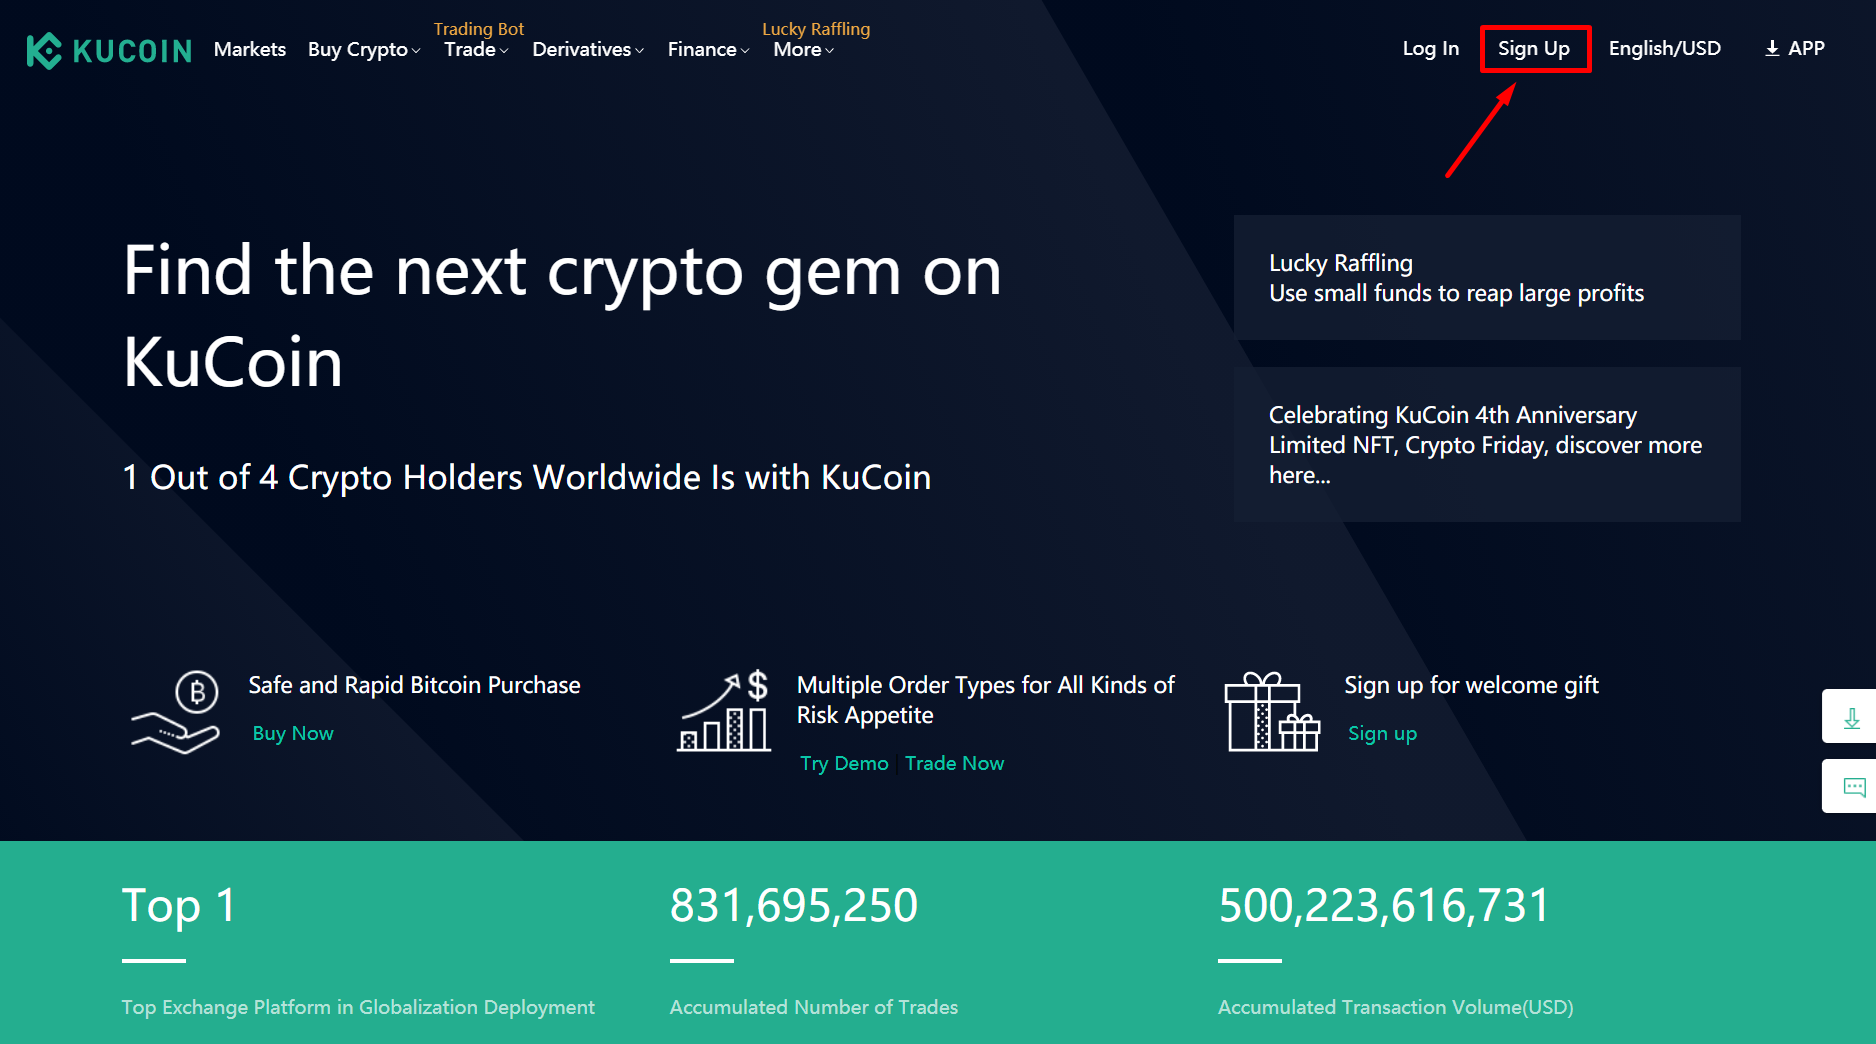 KUCOIN
Markets
Buy Crypto
Trading Bot
Trade
Derivatives
Finance
Lucky Raffling
More
Log In
Sign Up
English/USD
APP
Find the next crypto gem on
KuCoin
1 Out of 4 Crypto Holders Worldwide Is with KuCoin
Lucky Raffling
Use small funds to reap large profits
Celebrating KuCoin 4th Anniversary
Limited NFT, Crypto Friday, discover more
here...
Safe and Rapid Bitcoin Purchase
Buy Now
Multiple Order Types for All Kinds of
Risk Appetite
Try Demo | Trade Now
Sign up for welcome gift
Sign up
Top 1
Top Exchange Platform in Globalization Deployment
831,695,250
Accumulated Number of Trades
500,223,616,731
Accumulated Transaction Volume(USD)